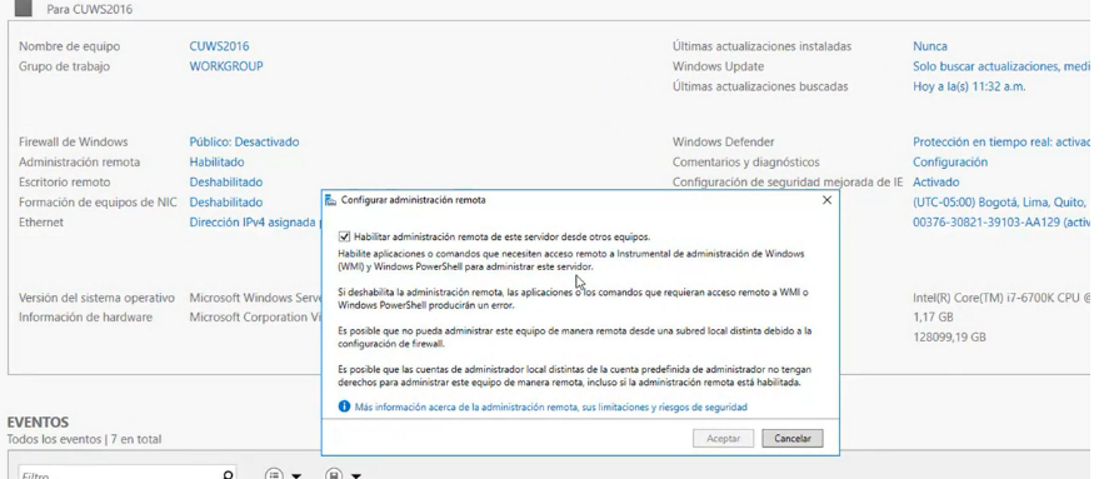 Para CUWS2016
Nombre de equipo CUWS2016
Grupo de trabajo WORKGROUP
Últimas actualizaciones instaladas Nunca
Windows Update Solo buscar actualizaciones, medi
Últimas actualizaciones buscadas Hoy a la(s) 11:32 a.m.
Firewall de Windows Público: Desactivado
Administración remota Habilitado
Escritorio remoto Deshabilitado
Formación de equipos de NIC Deshabilitado
Ethernet Dirección IPv4 asignada
Windows Defender Protección en tiempo real: activac
Comentarios y diagnósticos Configuración
Configuración de seguridad mejorada de IE Activado
(UTC-05:00) Bogotá, Lima, Quito,
00376-30821-39103-AA129 (activ
Versión del sistema operativo Microsoft Windows Serve
Información de hardware Microsoft Corporation Vi
Intel(R) Core(TM) i7-6700K CPU @
1,17 GB
128099,19 GB
Configurar administración remota
Habilitar administración remota de este servidor desde otros equipos.
Habilite aplicaciones o comandos que necesiten acceso remoto a Instrumental de administración de Windows
(WMI) y Windows PowerShell para administrar este servidor.
Si deshabilita la administración remota, las aplicaciones o los comandos que requieran acceso remoto a WMI o
Windows PowerShell producirán un error.
Es posible que no pueda administrar este equipo de manera remota desde una subred local distinta debido a la
configuración de firewall.
Es posible que las cuentas de administrador local distintas de la cuenta predefinida de administrador no tengan
derechos para administrar este equipo de manera remota, incluso si la administración remota está habilitada.
Más información acerca de la administración remota, sus limitaciones y riesgos de seguridad
Aceptar Cancelar
EVENTOS
Todos los eventos | 7 en total
Filtro